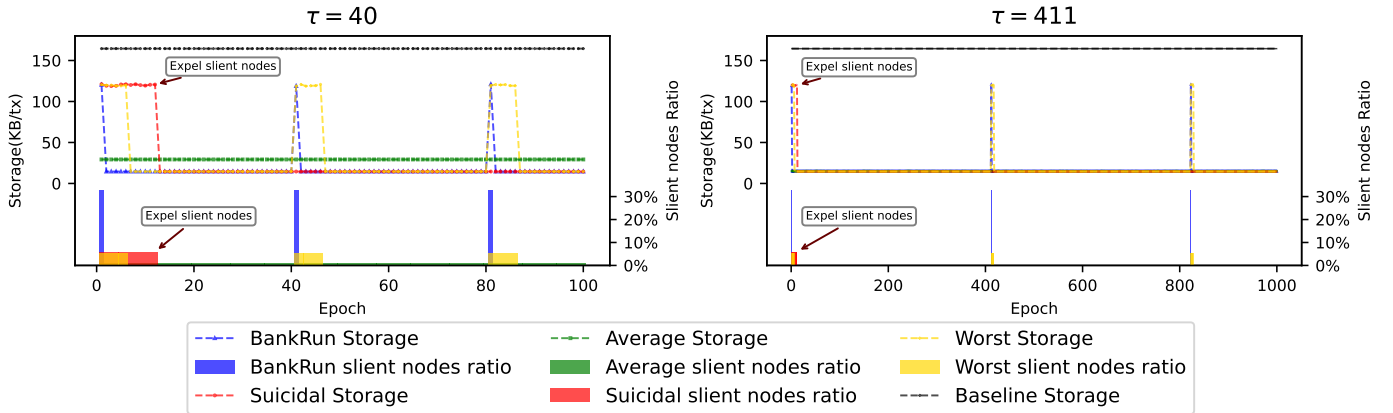 τ = 40
Storage(KB/tx)
150
100
50
0
Expel slient nodes
Expel slient nodes
30%
20%
10%
0%
Slient nodes Ratio
0
20
40
60
80
100
Epoch
τ = 411
Storage(KB/tx)
150
100
50
0
Expel slient nodes
Expel slient nodes
30%
20%
10%
0%
Slient nodes Ratio
0
200
400
600
800
1000
Epoch
BankRun Storage
BankRun slient nodes ratio
Suicidal Storage
Average Storage
Average slient nodes ratio
Suicidal slient nodes ratio
Worst Storage
Worst slient nodes ratio
Baseline Storage